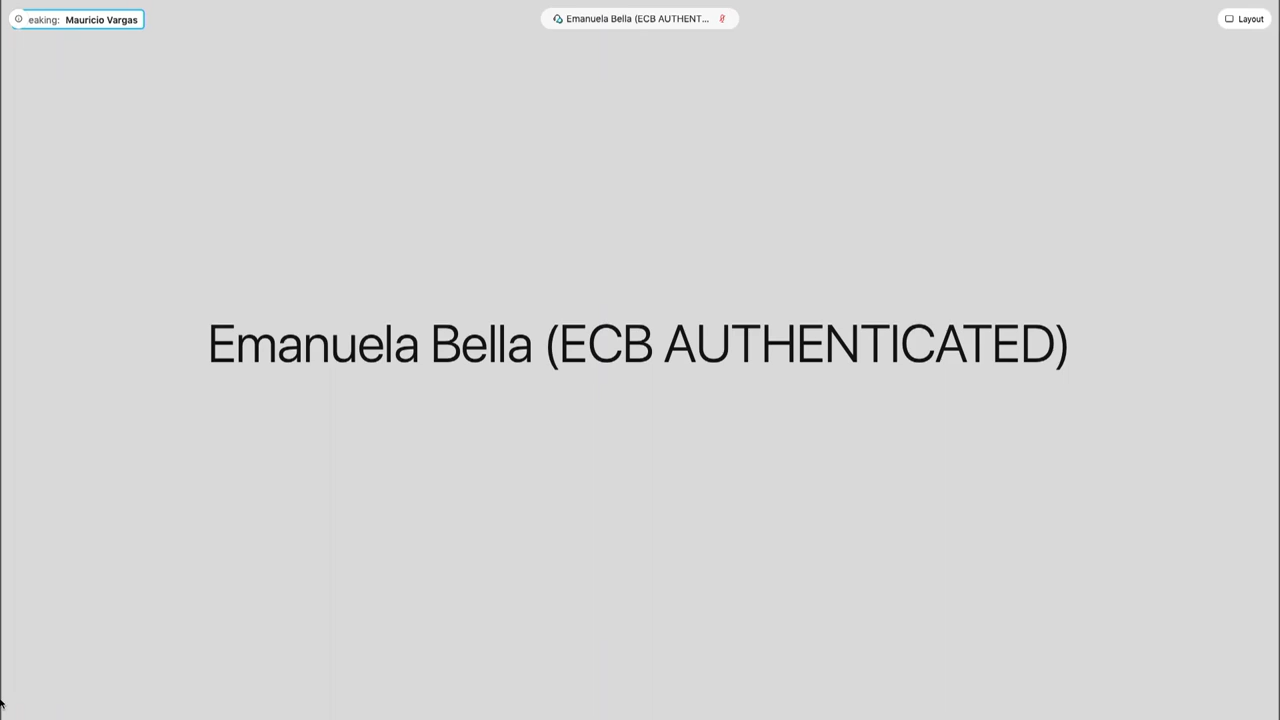 eaking: Mauricio Vargas
Emanuela Bella (ECB AUTHENT...
Layout
Emanuela Bella (ECB AUTHENTICATED)